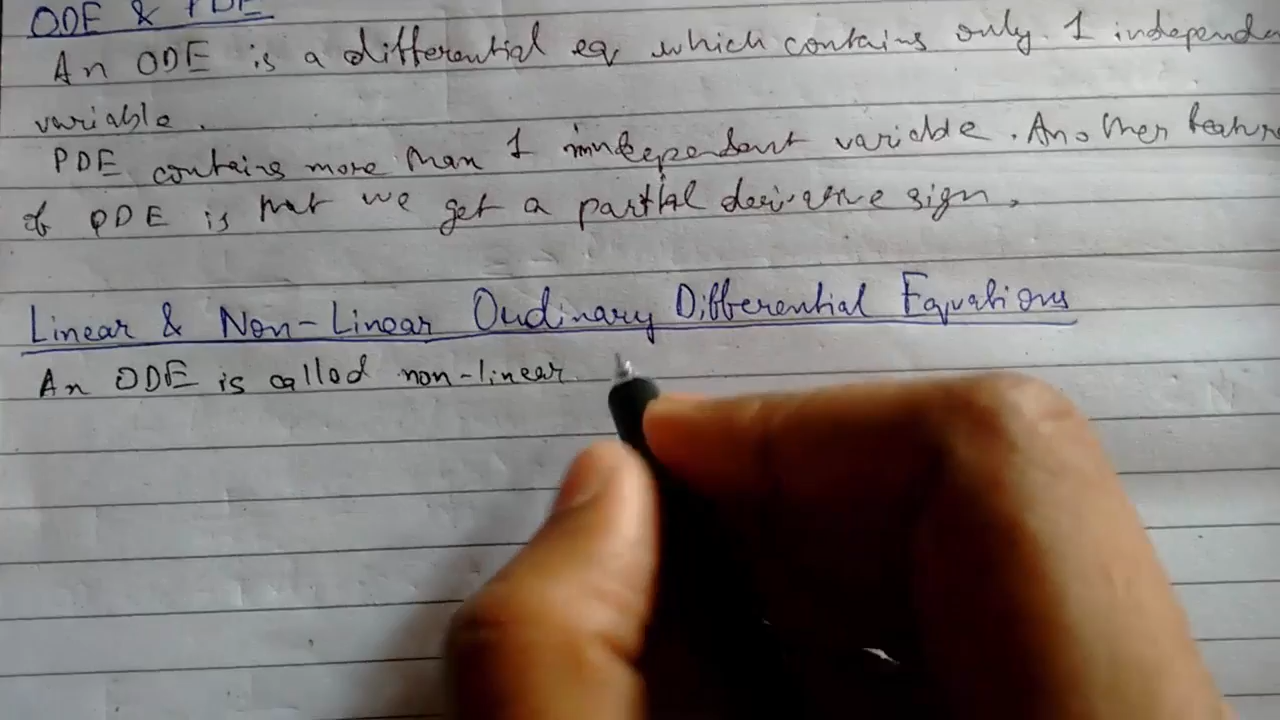 ODE & PDE
An ODE is a differential eq which contains only 1 independe
variable.
PDE contains more than 1 independent variable. Another featur
of PDE is that we get a partial derivative sign.
Linear & Non-Linear Ordinary Differential Equations
An ODE is called non-linear